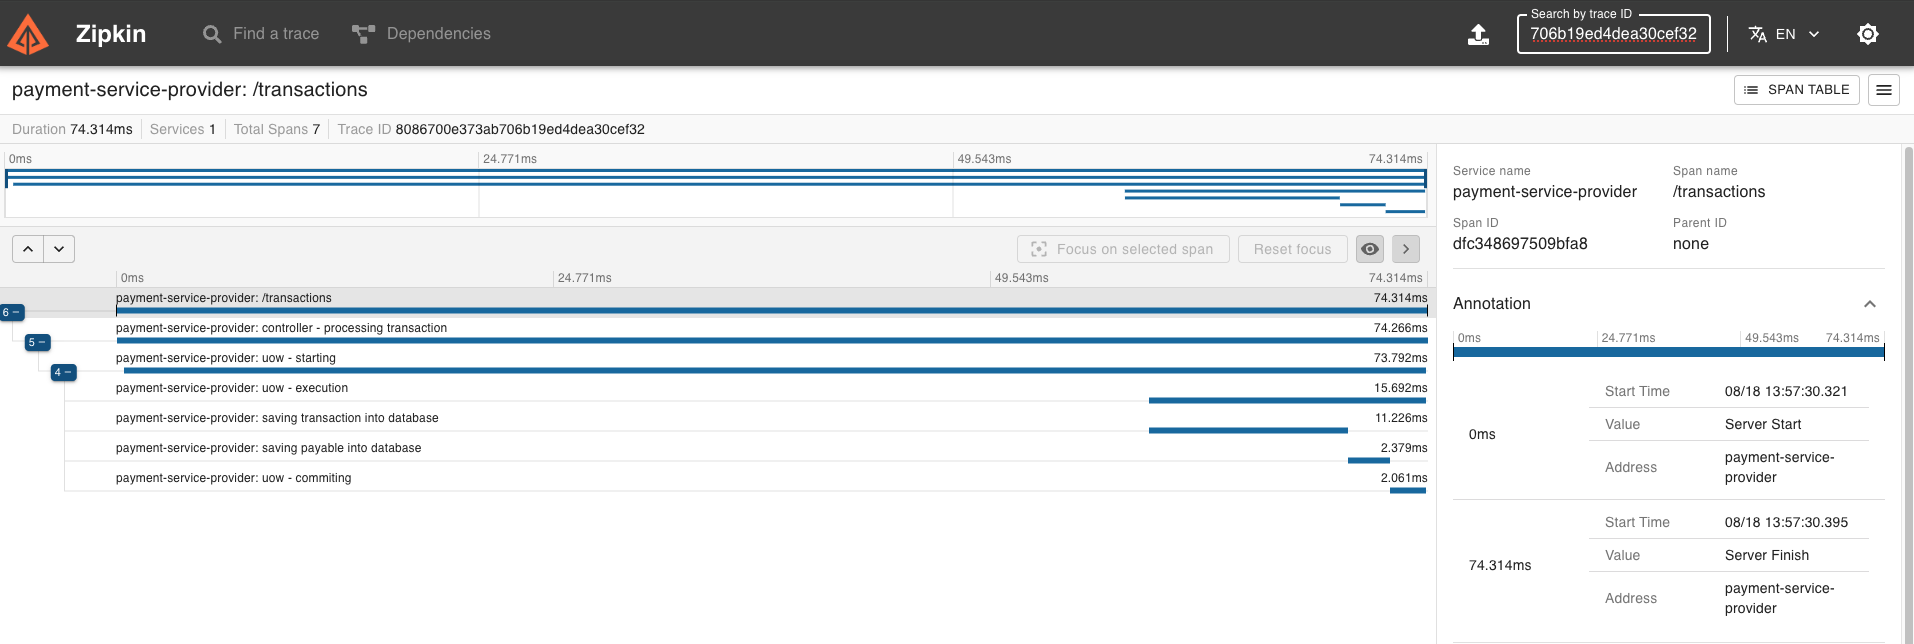 Zipkin
Find a trace
Dependencies
Search by trace ID
706b19ed4dea30cef32
EN
payment-service-provider: /transactions
SPAN TABLE
Duration 74.314ms Services 1 Total Spans 7 Trace ID 8086700e373ab706b19ed4dea30cef32
0ms 24.771ms 49.543ms 74.314ms
Focus on selected span
Reset focus
0ms 24.771ms 49.543ms 74.314ms
payment-service-provider: /transactions 74.314ms
6 −
payment-service-provider: controller - processing transaction 74.266ms
5 −
payment-service-provider: uow - starting 73.792ms
4 −
payment-service-provider: uow - execution 15.692ms
payment-service-provider: saving transaction into database 11.226ms
payment-service-provider: saving payable into database 2.379ms
payment-service-provider: uow - commiting 2.061ms
Service name Span name
payment-service-provider /transactions
Span ID Parent ID
dfc348697509bfa8 none
Annotation
0ms 24.771ms 49.543ms 74.314ms
0ms
Start Time 08/18 13:57:30.321
Value Server Start
Address payment-service-
provider
74.314ms
Start Time 08/18 13:57:30.395
Value Server Finish
Address payment-service-
provider